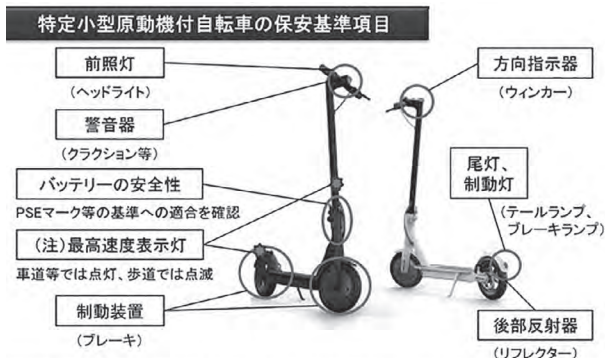 特定小型原動機付自転車の保安基準項目
前照灯
(ヘッドライト)
警音器
(クラクション等)
バッテリーの安全性
PSEマーク等の基準への適合を確認
(注)最高速度表示灯
車道等では点灯、歩道では点滅
制動装置
(ブレーキ)
方向指示器
(ウィンカー)
尾灯、
制動灯
(テールランプ、
ブレーキランプ)
後部反射器
(リフレクター)